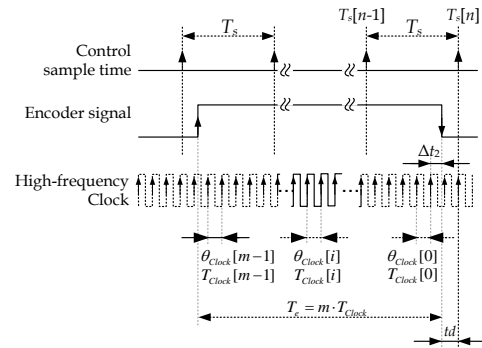 T_s T_s[n-1] T_s T_s[n]
Control
sample time
Encoder signal
Δt_2
High-frequency
Clock
θ_Clock[m−1] θ_Clock[i] θ_Clock[0]
T_Clock[m−1] T_Clock[i] T_Clock[0]
T_e = m·T_Clock
td